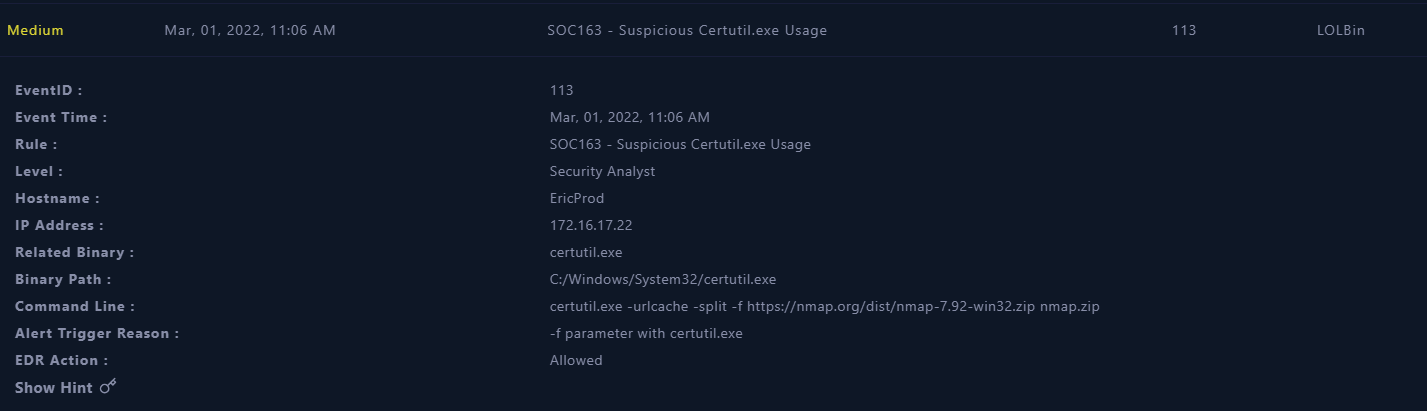 Medium Mar, 01, 2022, 11:06 AM SOC163 - Suspicious Certutil.exe Usage 113 LOLBin
EventID : 113
Event Time : Mar, 01, 2022, 11:06 AM
Rule : SOC163 - Suspicious Certutil.exe Usage
Level : Security Analyst
Hostname : EricProd
IP Address : 172.16.17.22
Related Binary : certutil.exe
Binary Path : C:/Windows/System32/certutil.exe
Command Line : certutil.exe -urlcache -split -f https://nmap.org/dist/nmap-7.92-win32.zip nmap.zip
Alert Trigger Reason : -f parameter with certutil.exe
EDR Action : Allowed
Show Hint